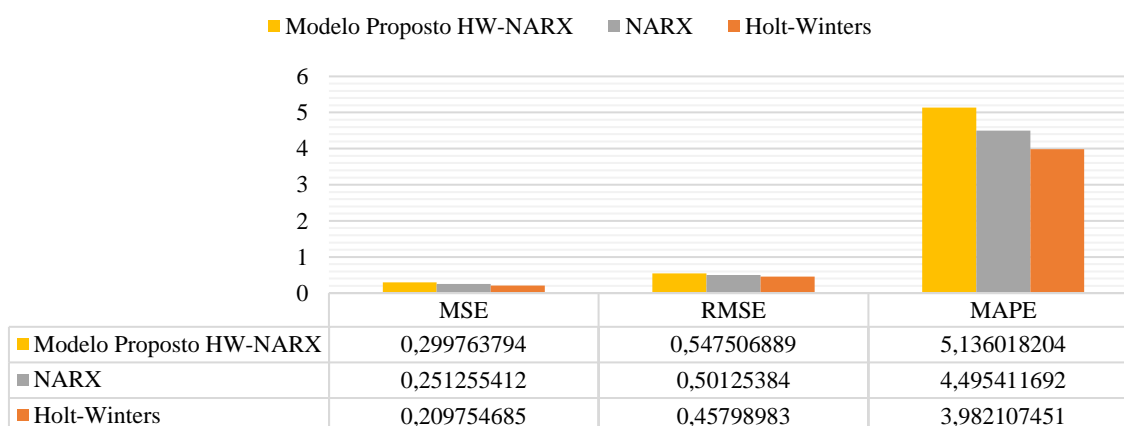 Modelo Proposto HW-NARX NARX Holt-Winters
6
5
4
3
2
1
0
MSE RMSE MAPE
Modelo Proposto HW-NARX 0,299763794 0,547506889 5,136018204
NARX 0,251255412 0,50125384 4,495411692
Holt-Winters 0,209754685 0,45798983 3,982107451